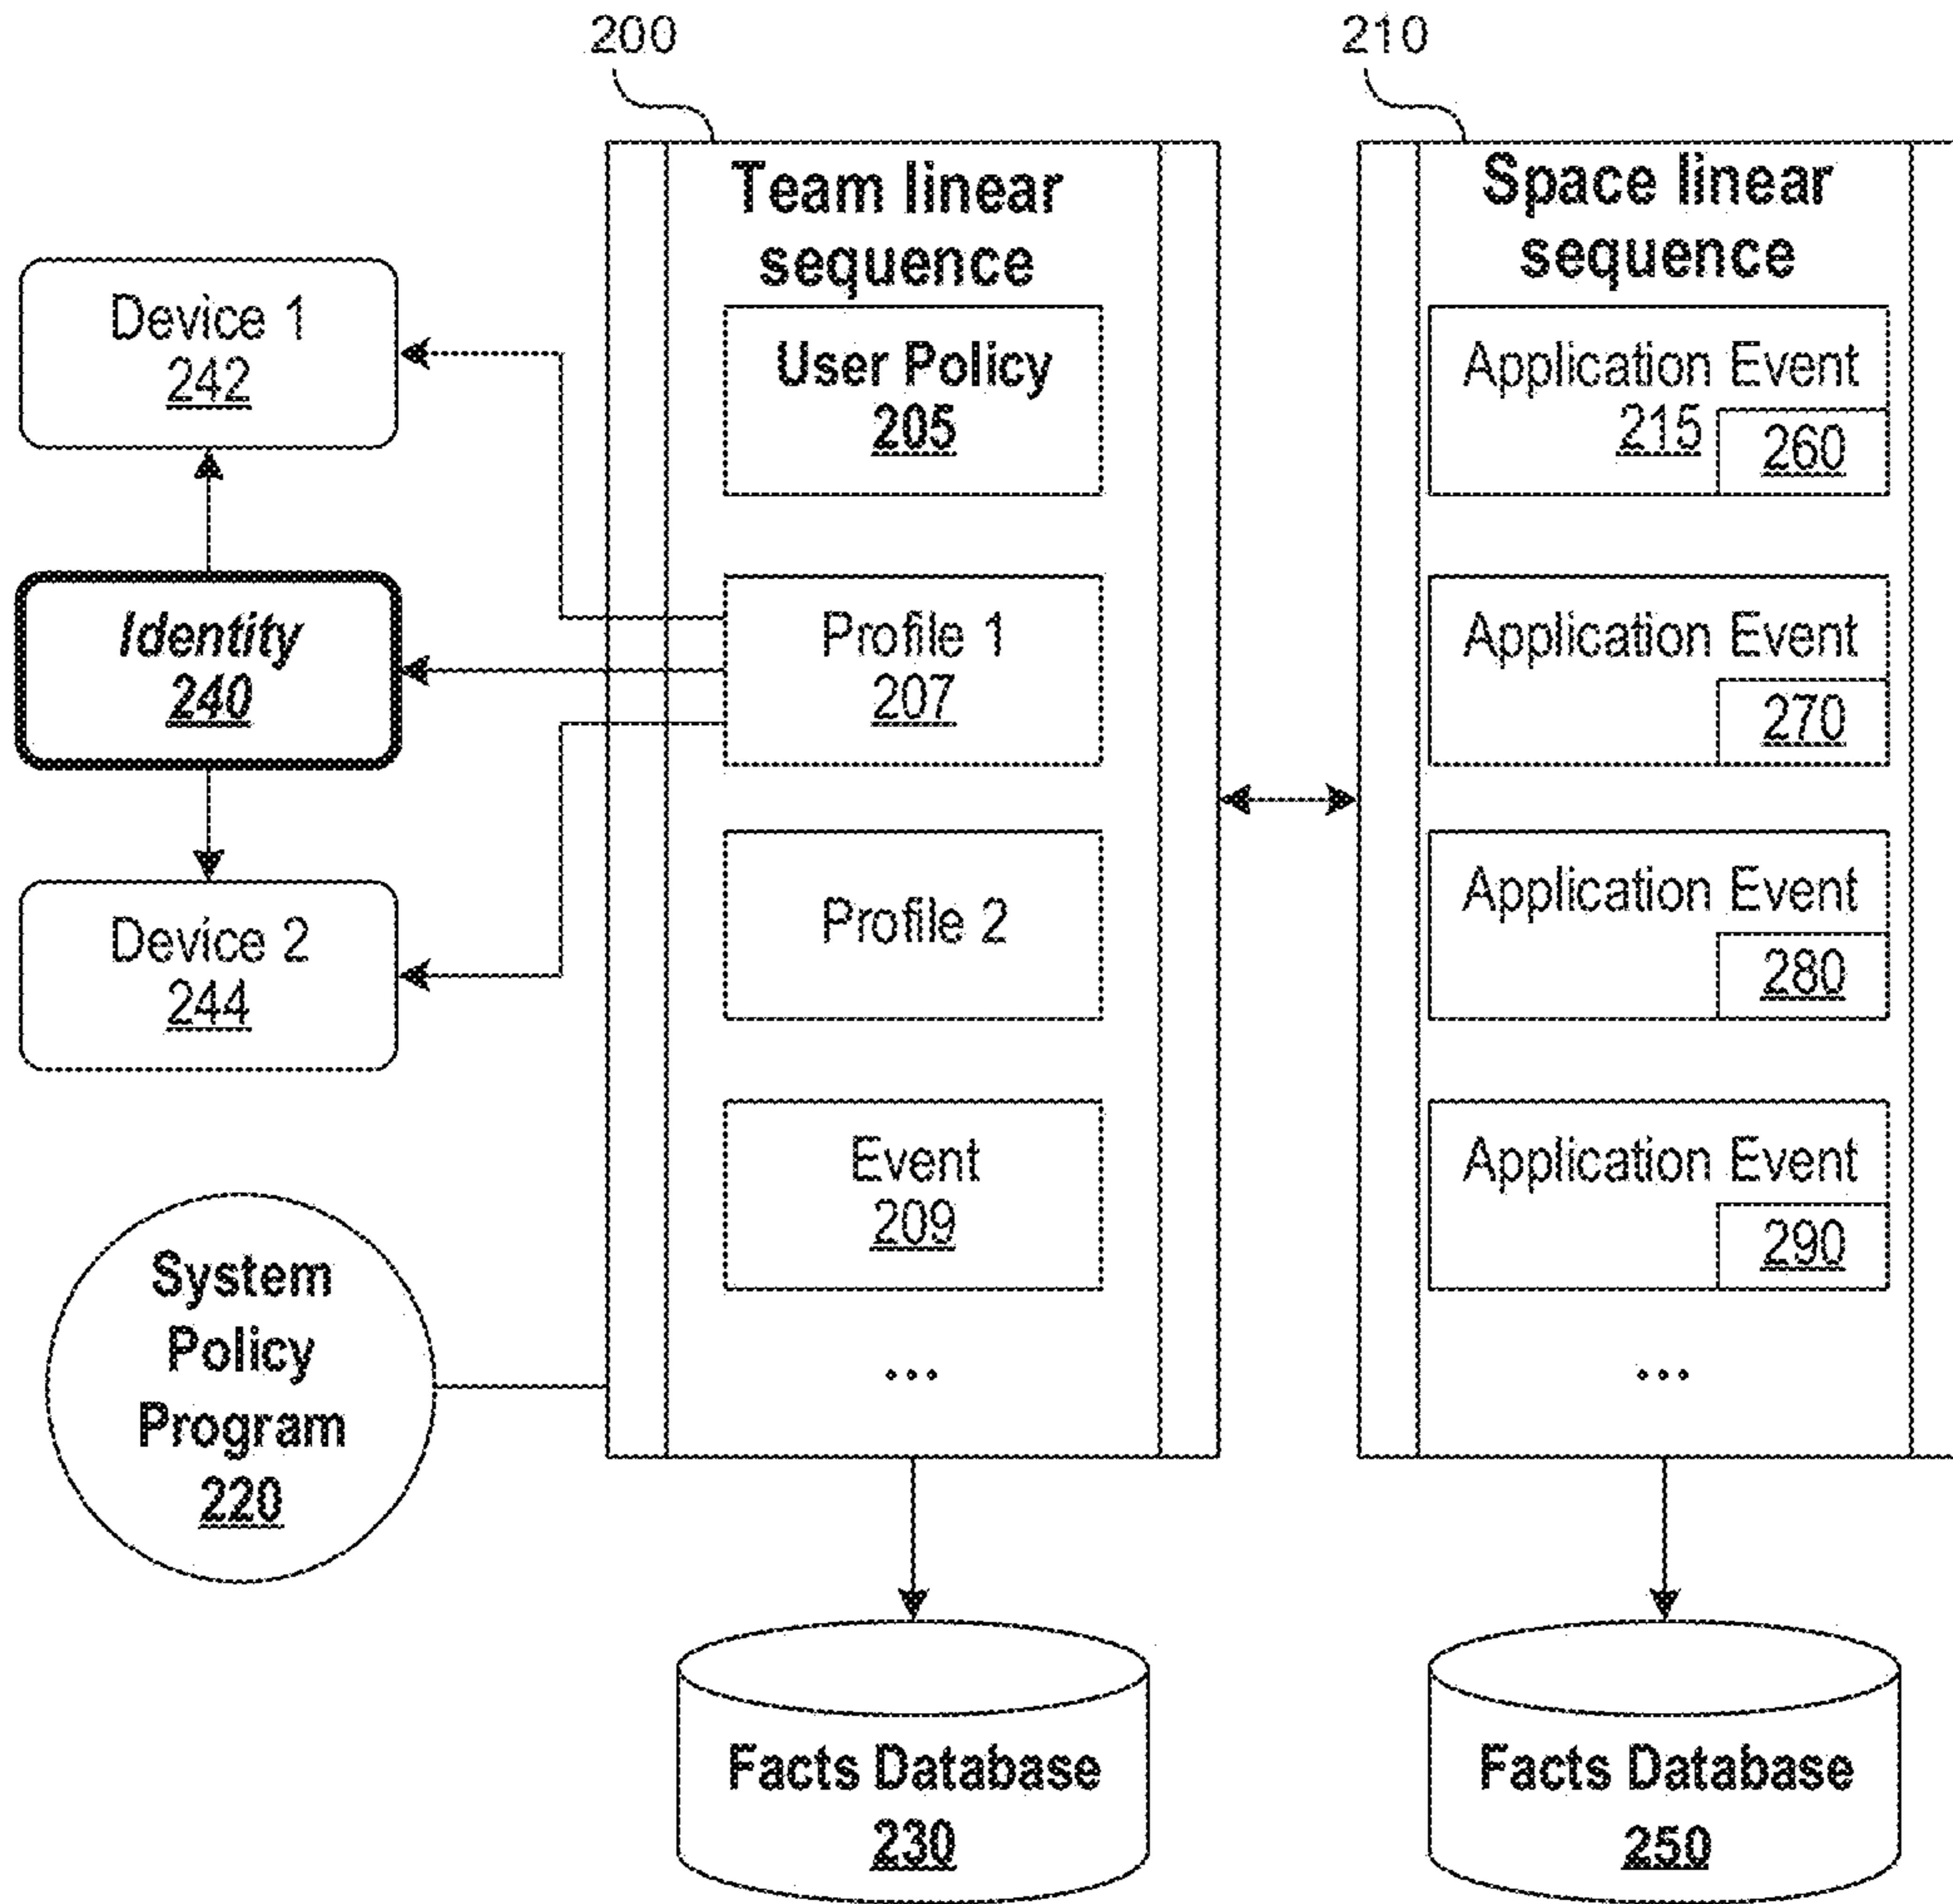 200
210
Team linear
sequence
Space linear
sequence
Device 1
242
Identity
240
Device 2
244
System
Policy
Program
220
User Policy
205
Profile 1
207
Profile 2
Event
209
...
Application Event
215
260
Application Event
270
Application Event
280
Application Event
290
...
Facts Database
230
Facts Database
250